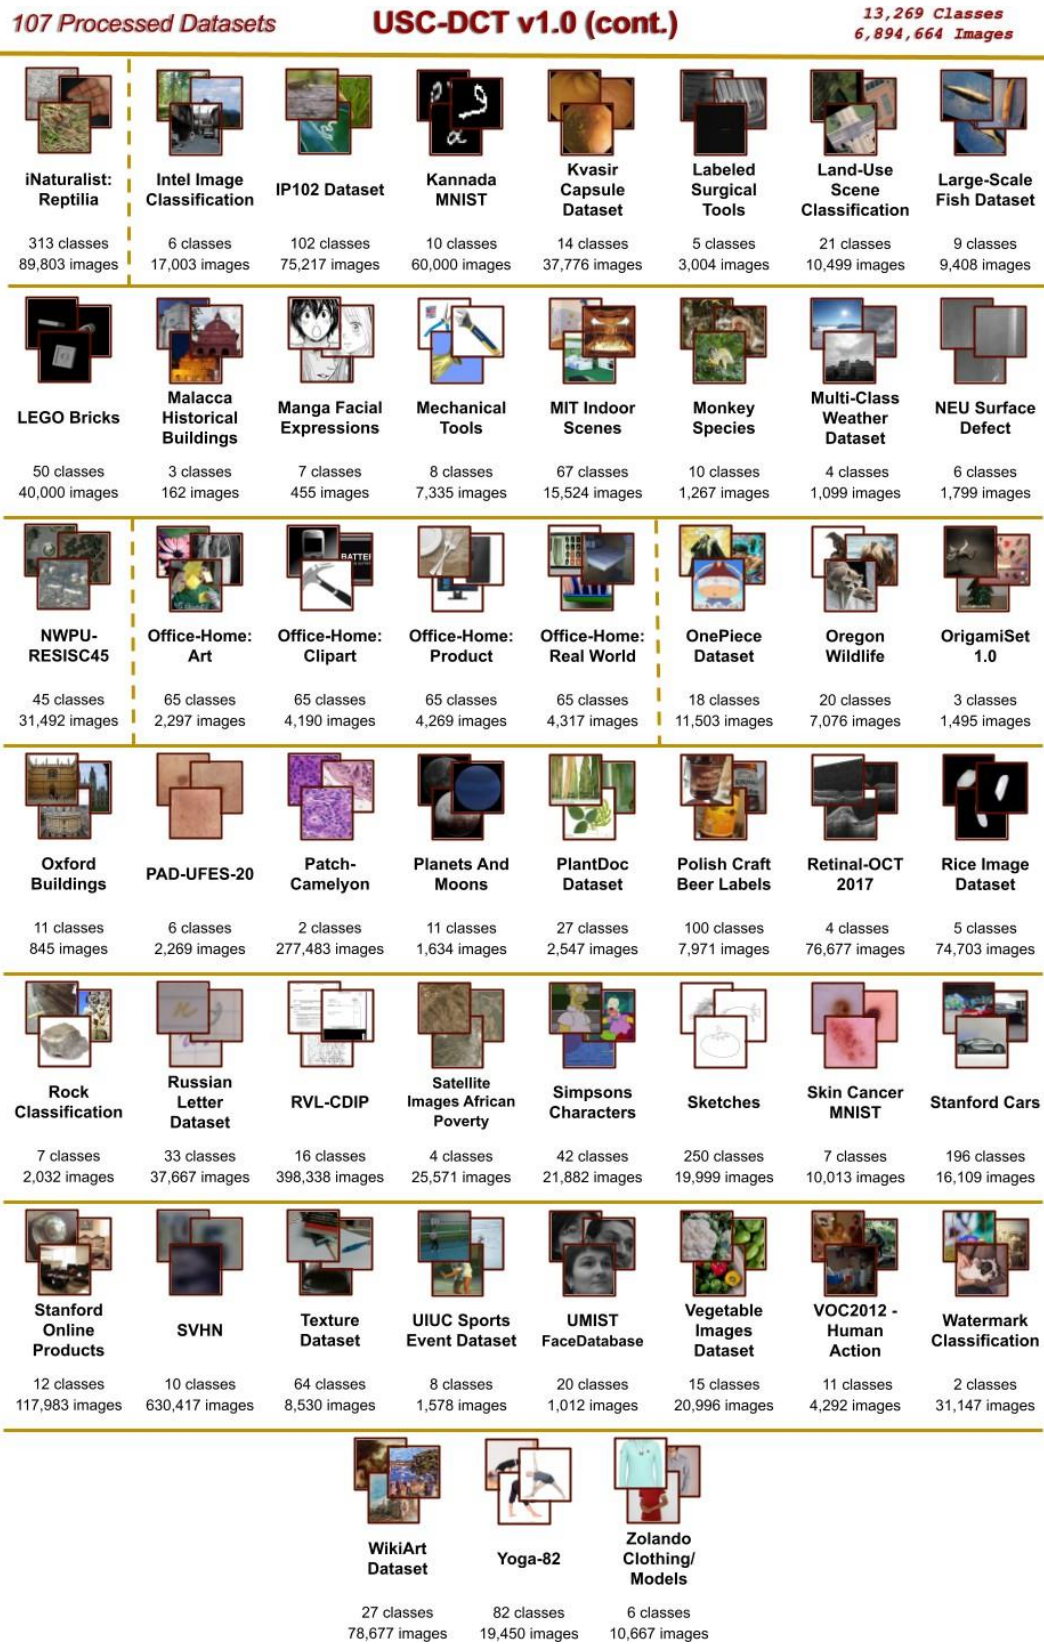 107 Processed Datasets
USC-DCT v1.0 (cont.)
13,269 Classes
6,894,664 Images
iNaturalist:
Reptilia
313 classes
89,803 images
Intel Image
Classification
6 classes
17,003 images
IP102 Dataset
102 classes
75,217 images
Kannada
MNIST
10 classes
60,000 images
Kvasir
Capsule
Dataset
14 classes
37,776 images
Labeled
Surgical
Tools
5 classes
3,004 images
Land-Use
Scene
Classification
21 classes
10,499 images
Large-Scale
Fish Dataset
9 classes
9,408 images
LEGO Bricks
50 classes
40,000 images
Malacca
Historical
Buildings
3 classes
162 images
Manga Facial
Expressions
7 classes
455 images
Mechanical
Tools
8 classes
7,335 images
MIT Indoor
Scenes
67 classes
15,524 images
Monkey
Species
10 classes
1,267 images
Multi-Class
Weather
Dataset
4 classes
1,099 images
NEU Surface
Defect
6 classes
1,799 images
NWPU-
RESISC45
45 classes
31,492 images
Office-Home:
Art
65 classes
2,297 images
BATTE
Office-Home:
Clipart
65 classes
4,190 images
Office-Home:
Product
65 classes
4,269 images
Office-Home:
Real World
65 classes
4,317 images
OnePiece
Dataset
18 classes
11,503 images
Oregon
Wildlife
20 classes
7,076 images
OrigamiSet
1.0
3 classes
1,495 images
Oxford
Buildings
11 classes
845 images
PAD-UFES-20
6 classes
2,269 images
Patch-
Camelyon
2 classes
277,483 images
Planets And
Moons
11 classes
1,634 images
PlantDoc
Dataset
27 classes
2,547 images
Polish Craft
Beer Labels
100 classes
7,971 images
Retinal-OCT
2017
4 classes
76,677 images
Rice Image
Dataset
5 classes
74,703 images
Rock
Classification
7 classes
2,032 images
Russian
Letter
Dataset
33 classes
37,667 images
RVL-CDIP
16 classes
398,338 images
Satellite
Images African
Poverty
4 classes
25,571 images
Simpsons
Characters
42 classes
21,882 images
Sketches
250 classes
19,999 images
Skin Cancer
MNIST
7 classes
10,013 images
Stanford Cars
196 classes
16,109 images
Stanford
Online
Products
12 classes
117,983 images
SVHN
10 classes
630,417 images
Texture
Dataset
64 classes
8,530 images
UIUC Sports
Event Dataset
8 classes
1,578 images
UMIST
FaceDatabase
20 classes
1,012 images
Vegetable
Images
Dataset
15 classes
20,996 images
VOC2012 -
Human
Action
11 classes
4,292 images
Watermark
Classification
2 classes
31,147 images
WikiArt
Dataset
27 classes
78,677 images
Yoga-82
82 classes
19,450 images
Zolando
Clothing/
Models
6 classes
10,667 images